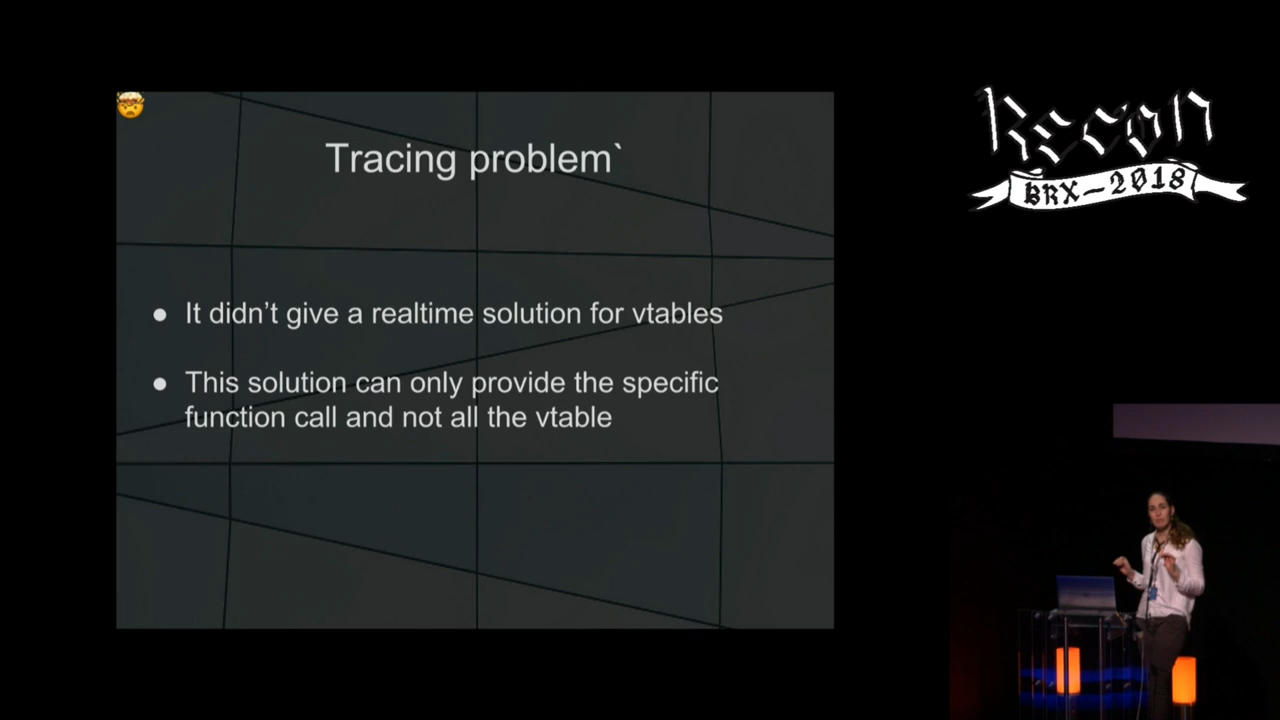 Tracing problem`
● It didn’t give a realtime solution for vtables
● This solution can only provide the specific
function call and not all the vtable
Recon
BRX-2018